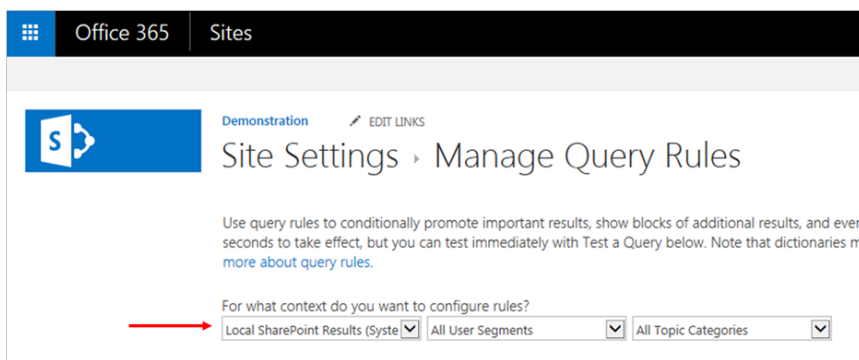 Office 365 Sites
Demonstration EDIT LINKS
S
Site Settings Manage Query Rules
Use query rules to conditionally promote important results, show blocks of additional results, and ever
seconds to take effect, but you can test immediately with Test a Query below. Note that dictionaries m
more about query rules.
For what context do you want to configure rules?
Local SharePoint Results (Syste All User Segments All Topic Categories